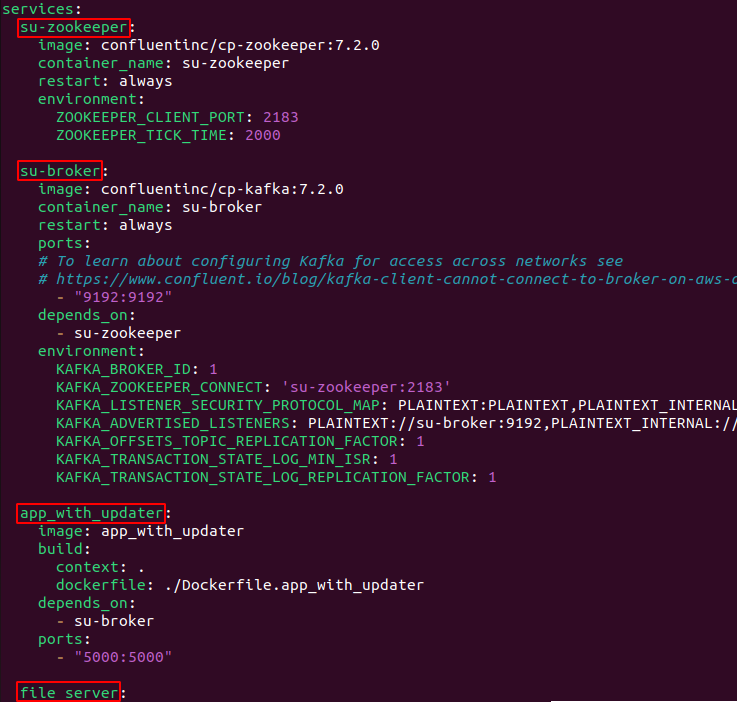 services:
  su-zookeeper:
    image: confluentinc/cp-zookeeper:7.2.0
    container_name: su-zookeeper
    restart: always
    environment:
      ZOOKEEPER_CLIENT_PORT: 2183
      ZOOKEEPER_TICK_TIME: 2000

  su-broker:
    image: confluentinc/cp-kafka:7.2.0
    container_name: su-broker
    restart: always
    ports:
    # To learn about configuring Kafka for access across networks see
    # https://www.confluent.io/blog/kafka-client-cannot-connect-to-broker-on-aws-
      - "9192:9192"
    depends_on:
      - su-zookeeper
    environment:
      KAFKA_BROKER_ID: 1
      KAFKA_ZOOKEEPER_CONNECT: 'su-zookeeper:2183'
      KAFKA_LISTENER_SECURITY_PROTOCOL_MAP: PLAINTEXT:PLAINTEXT,PLAINTEXT_INTERNAL
      KAFKA_ADVERTISED_LISTENERS: PLAINTEXT://su-broker:9192,PLAINTEXT_INTERNAL://
      KAFKA_OFFSETS_TOPIC_REPLICATION_FACTOR: 1
      KAFKA_TRANSACTION_STATE_LOG_MIN_ISR: 1
      KAFKA_TRANSACTION_STATE_LOG_REPLICATION_FACTOR: 1

  app_with_updater:
    image: app_with_updater
    build:
      context: .
      dockerfile: ./Dockerfile.app_with_updater
    depends_on:
      - su-broker
    ports:
      - "5000:5000"

  file_server: